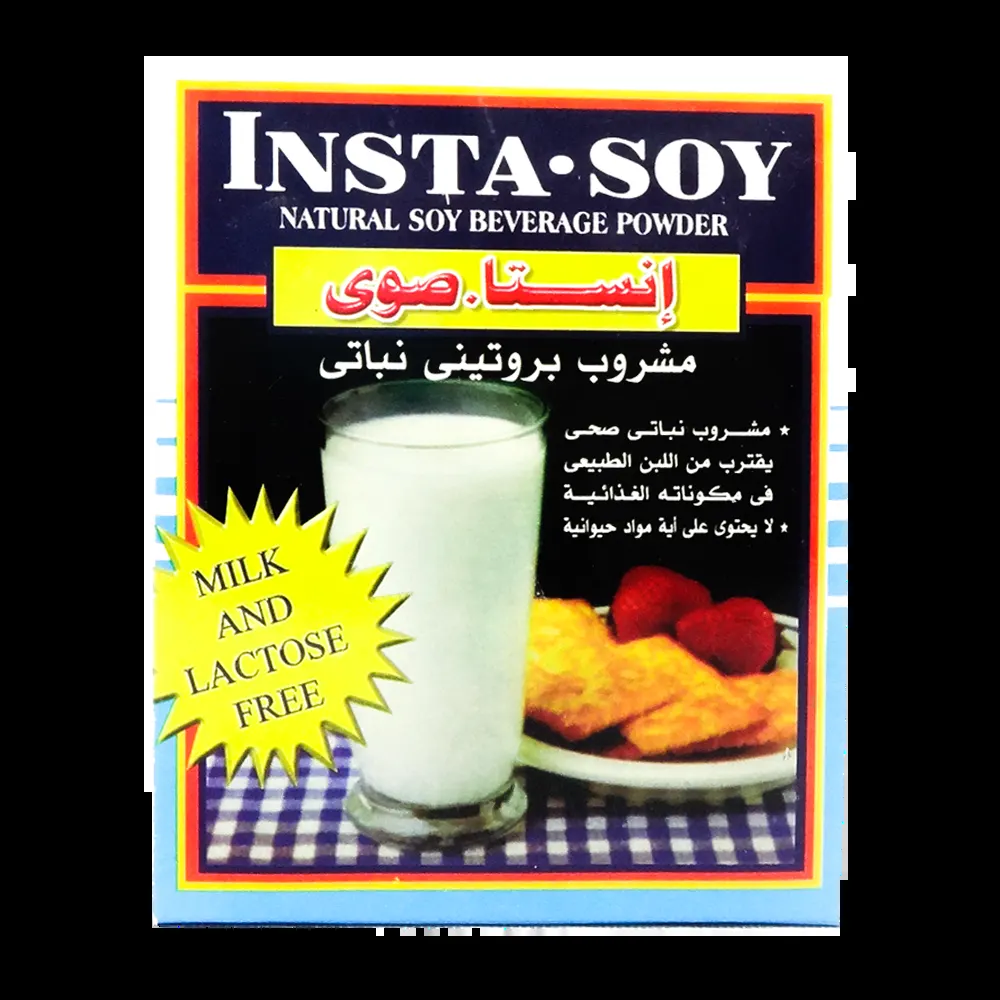 INSTA·SOY
NATURAL SOY BEVERAGE POWDER
إنستا.صوى
مشروب بروتينى نباتى
* مشروب نباتى صحى
يقترب من اللبن الطبيعى
فى مكوناته الغذائية
* لا يحتوى على أية مواد حيوانية
MILK
AND
LACTOSE
FREE